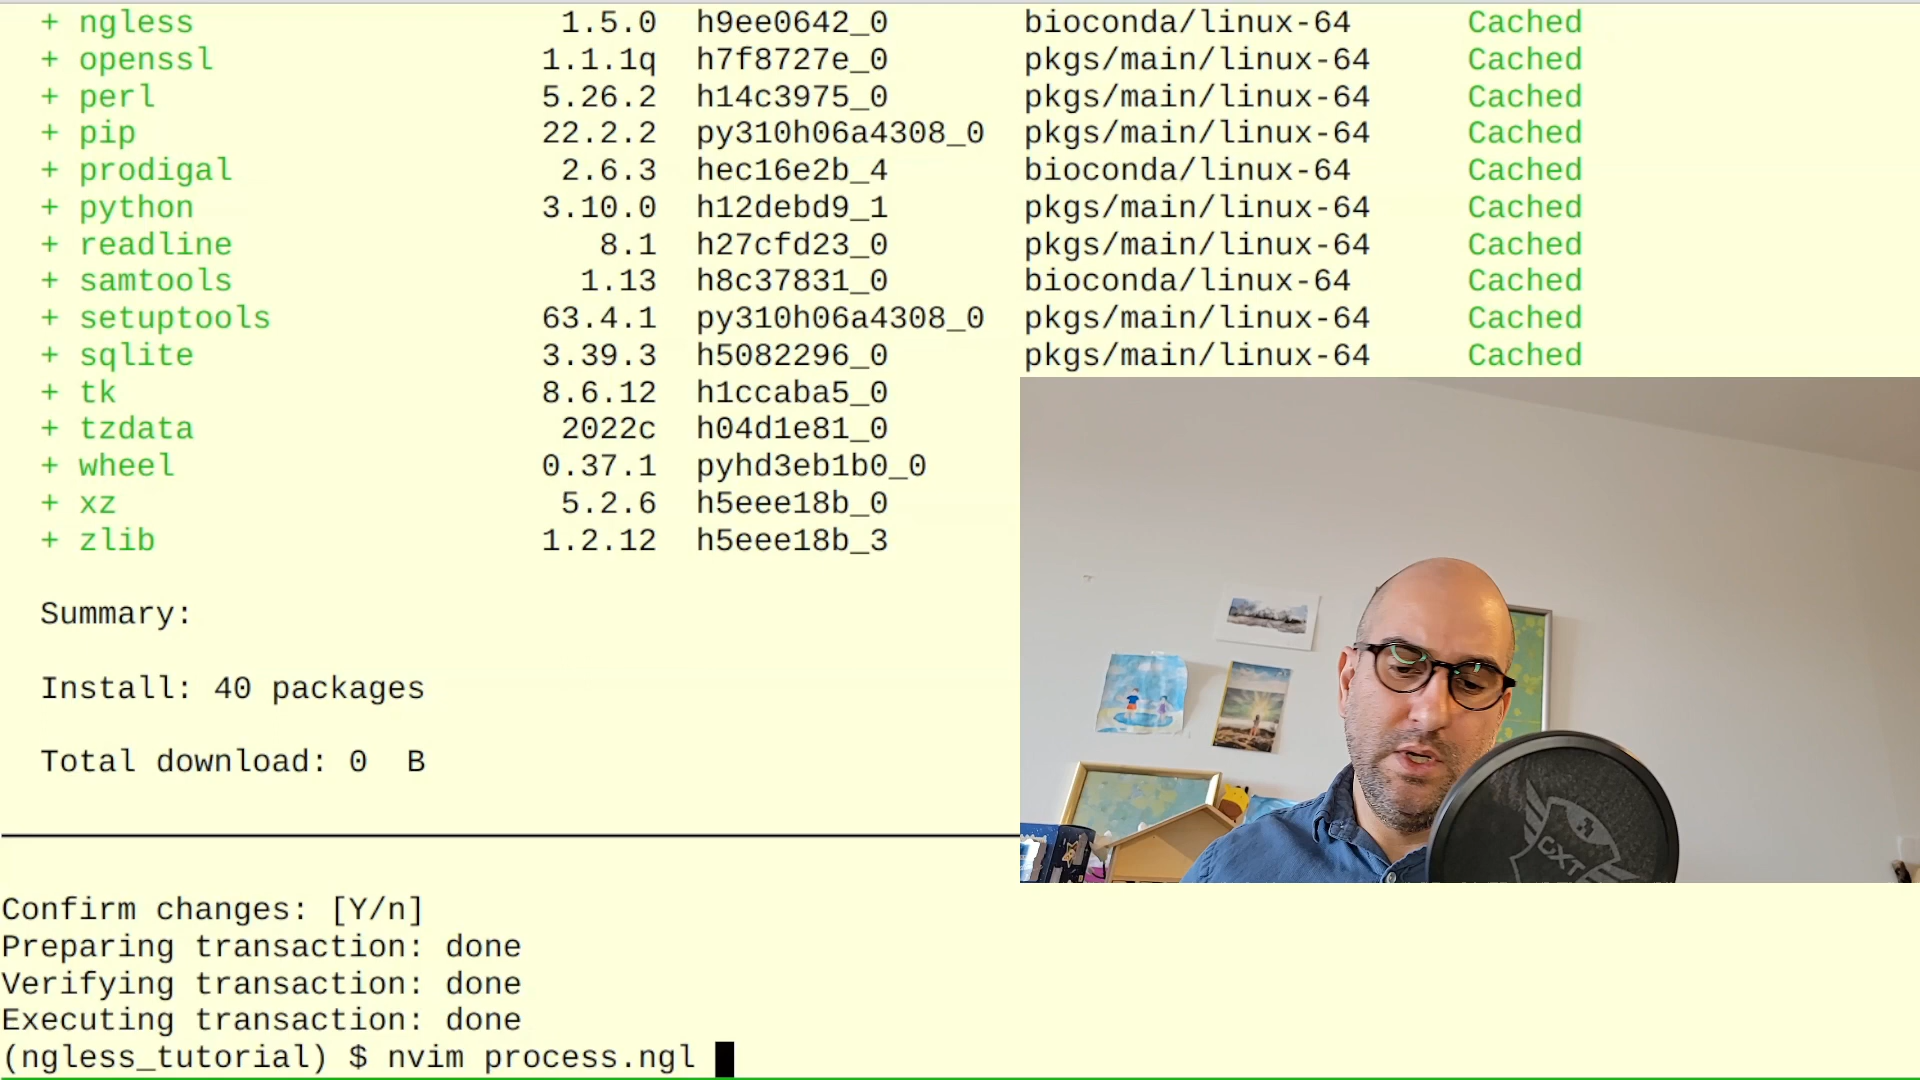 + ngless 1.5.0 h9ee0642_0 bioconda/linux-64 Cached
+ openssl 1.1.1q h7f8727e_0 pkgs/main/linux-64 Cached
+ perl 5.26.2 h14c3975_0 pkgs/main/linux-64 Cached
+ pip 22.2.2 py310h06a4308_0 pkgs/main/linux-64 Cached
+ prodigal 2.6.3 hec16e2b_4 bioconda/linux-64 Cached
+ python 3.10.0 h12debd9_1 pkgs/main/linux-64 Cached
+ readline 8.1 h27cfd23_0 pkgs/main/linux-64 Cached
+ samtools 1.13 h8c37831_0 bioconda/linux-64 Cached
+ setuptools 63.4.1 py310h06a4308_0 pkgs/main/linux-64 Cached
+ sqlite 3.39.3 h5082296_0 pkgs/main/linux-64 Cached
+ tk 8.6.12 h1ccaba5_0
+ tzdata 2022c h04d1e81_0
+ wheel 0.37.1 pyhd3eb1b0_0
+ xz 5.2.6 h5eee18b_0
+ zlib 1.2.12 h5eee18b_3
Summary:
Install: 40 packages
Total download: 0 B
CXT
Confirm changes: [Y/n]
Preparing transaction: done
Verifying transaction: done
Executing transaction: done
(ngless_tutorial) $ nvim process.ngl